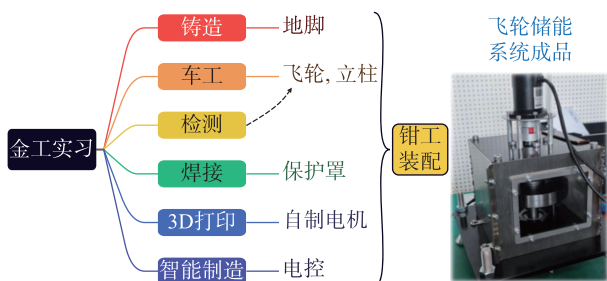 金工实习
铸造
地脚
车工
飞轮, 立柱
检测
焊接
保护罩
3D打印
自制电机
智能制造
电控
钳工
装配
飞轮储能
系统成品